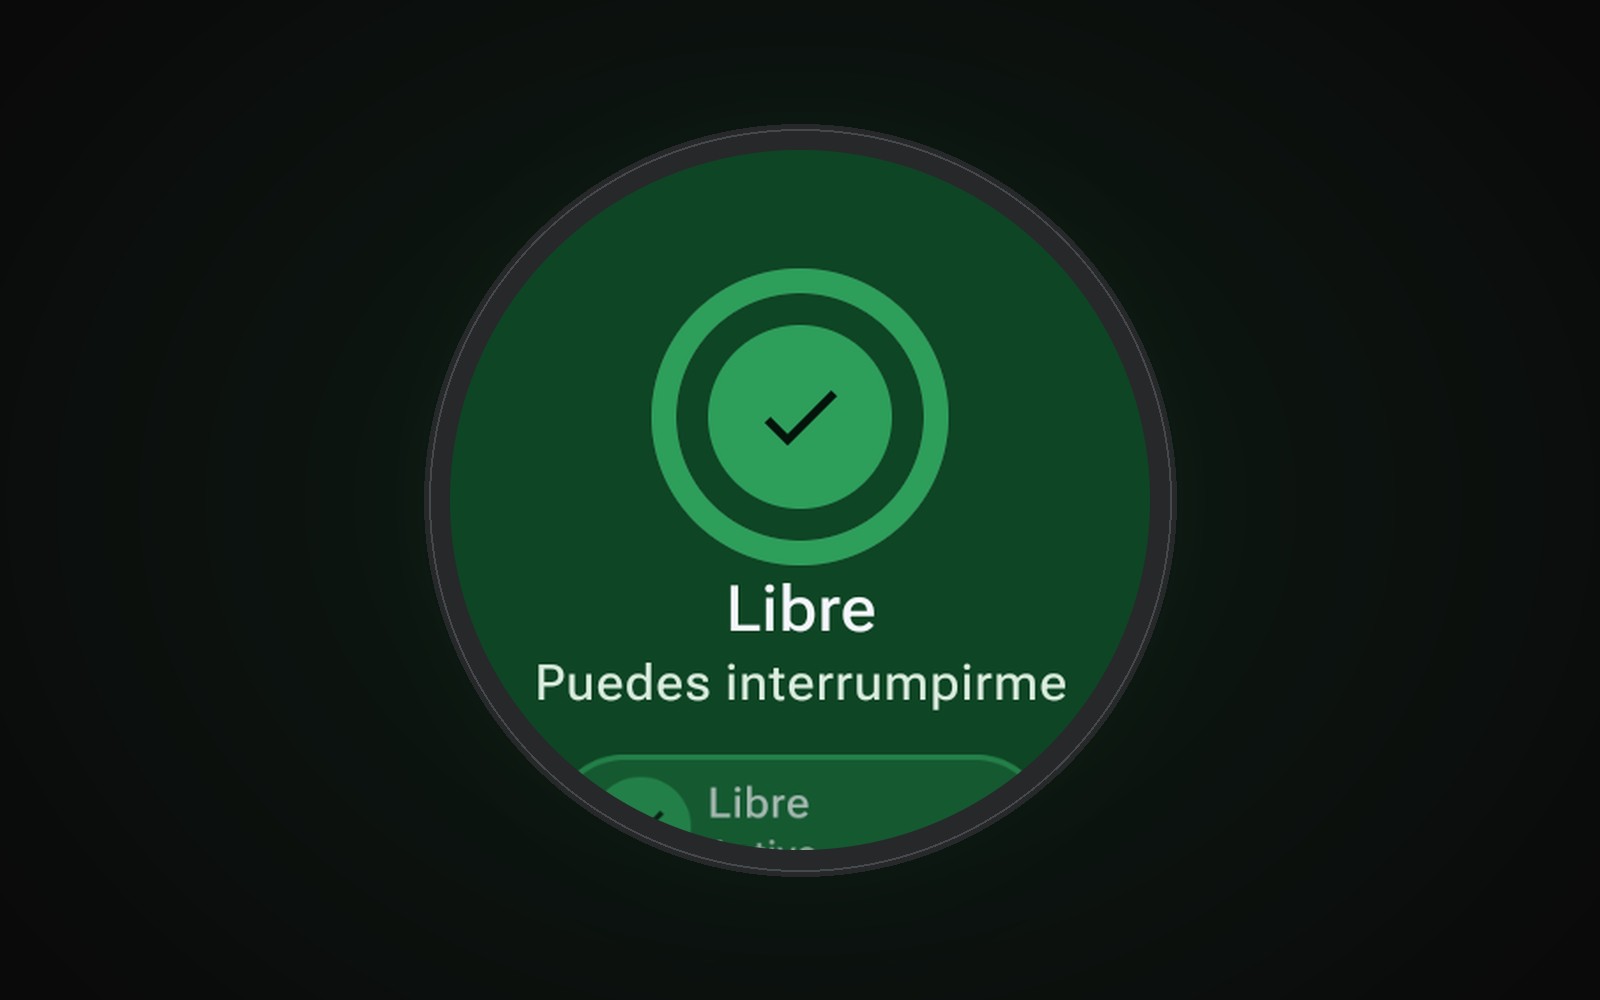 Libre
Puedes interrumpirme
Libre